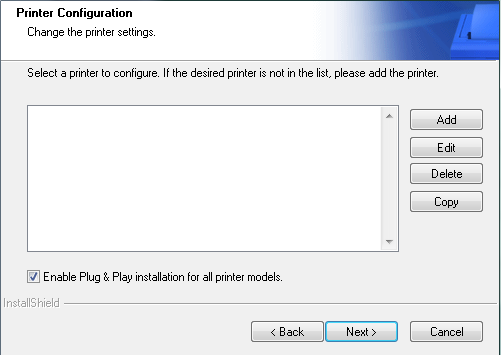 Printer Configuration
Change the printer settings.
Select a printer to configure. If the desired printer is not in the list, please add the printer.
Add
Edit
Delete
Copy
Enable Plug & Play installation for all printer models.
InstallShield
< Back
Next >
Cancel